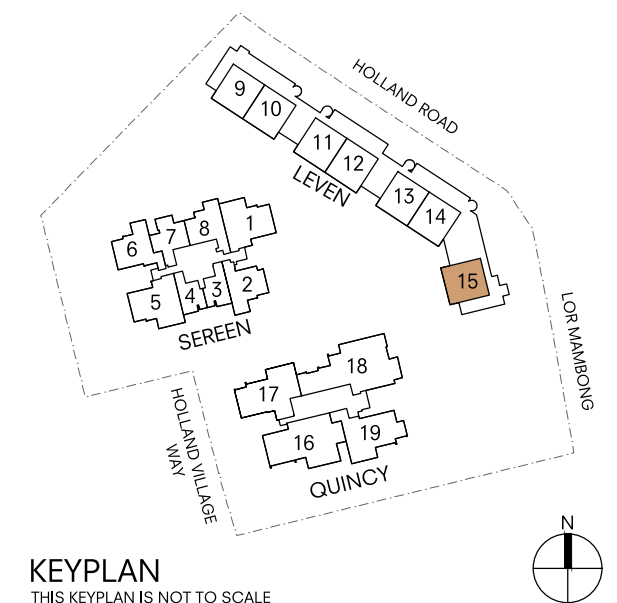 HOLLAND ROAD
9
10
11
12
13
14
LEVEN
15
1
8
7
6
5
4
3
2
SEREEN
LOR MAMBONG
18
17
16
19
QUINCY
HOLLAND VILLAGE
WAY
N
KEYPLAN
THIS KEYPLAN IS NOT TO SCALE